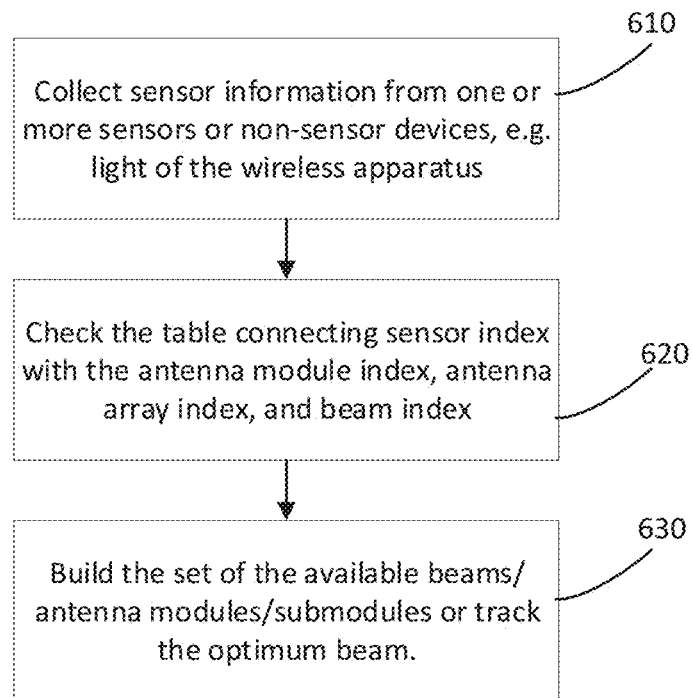 610
Collect sensor information from one or
more sensors or non-sensor devices, e.g.
light of the wireless apparatus
620
Check the table connecting sensor index
with the antenna module index, antenna
array index, and beam index
630
Build the set of the available beams/
antenna modules/submodules or track
the optimum beam.